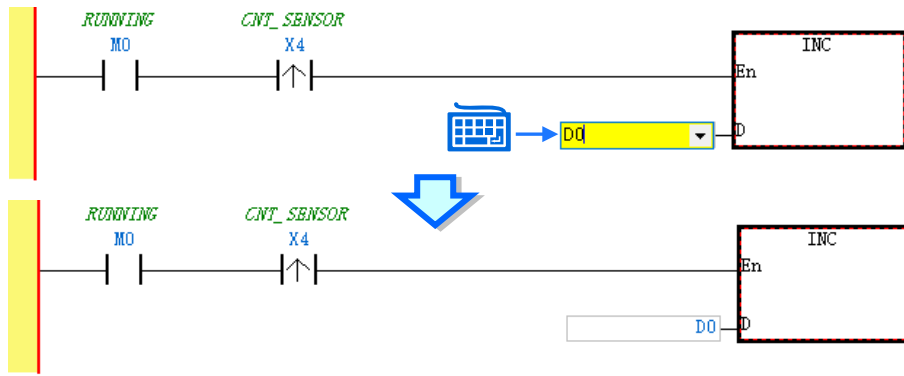 RUNNING CNT_SENSOR
M0 X4 INC
En
D0 D
RUNNING CNT_SENSOR
M0 X4 INC
En
D0 D